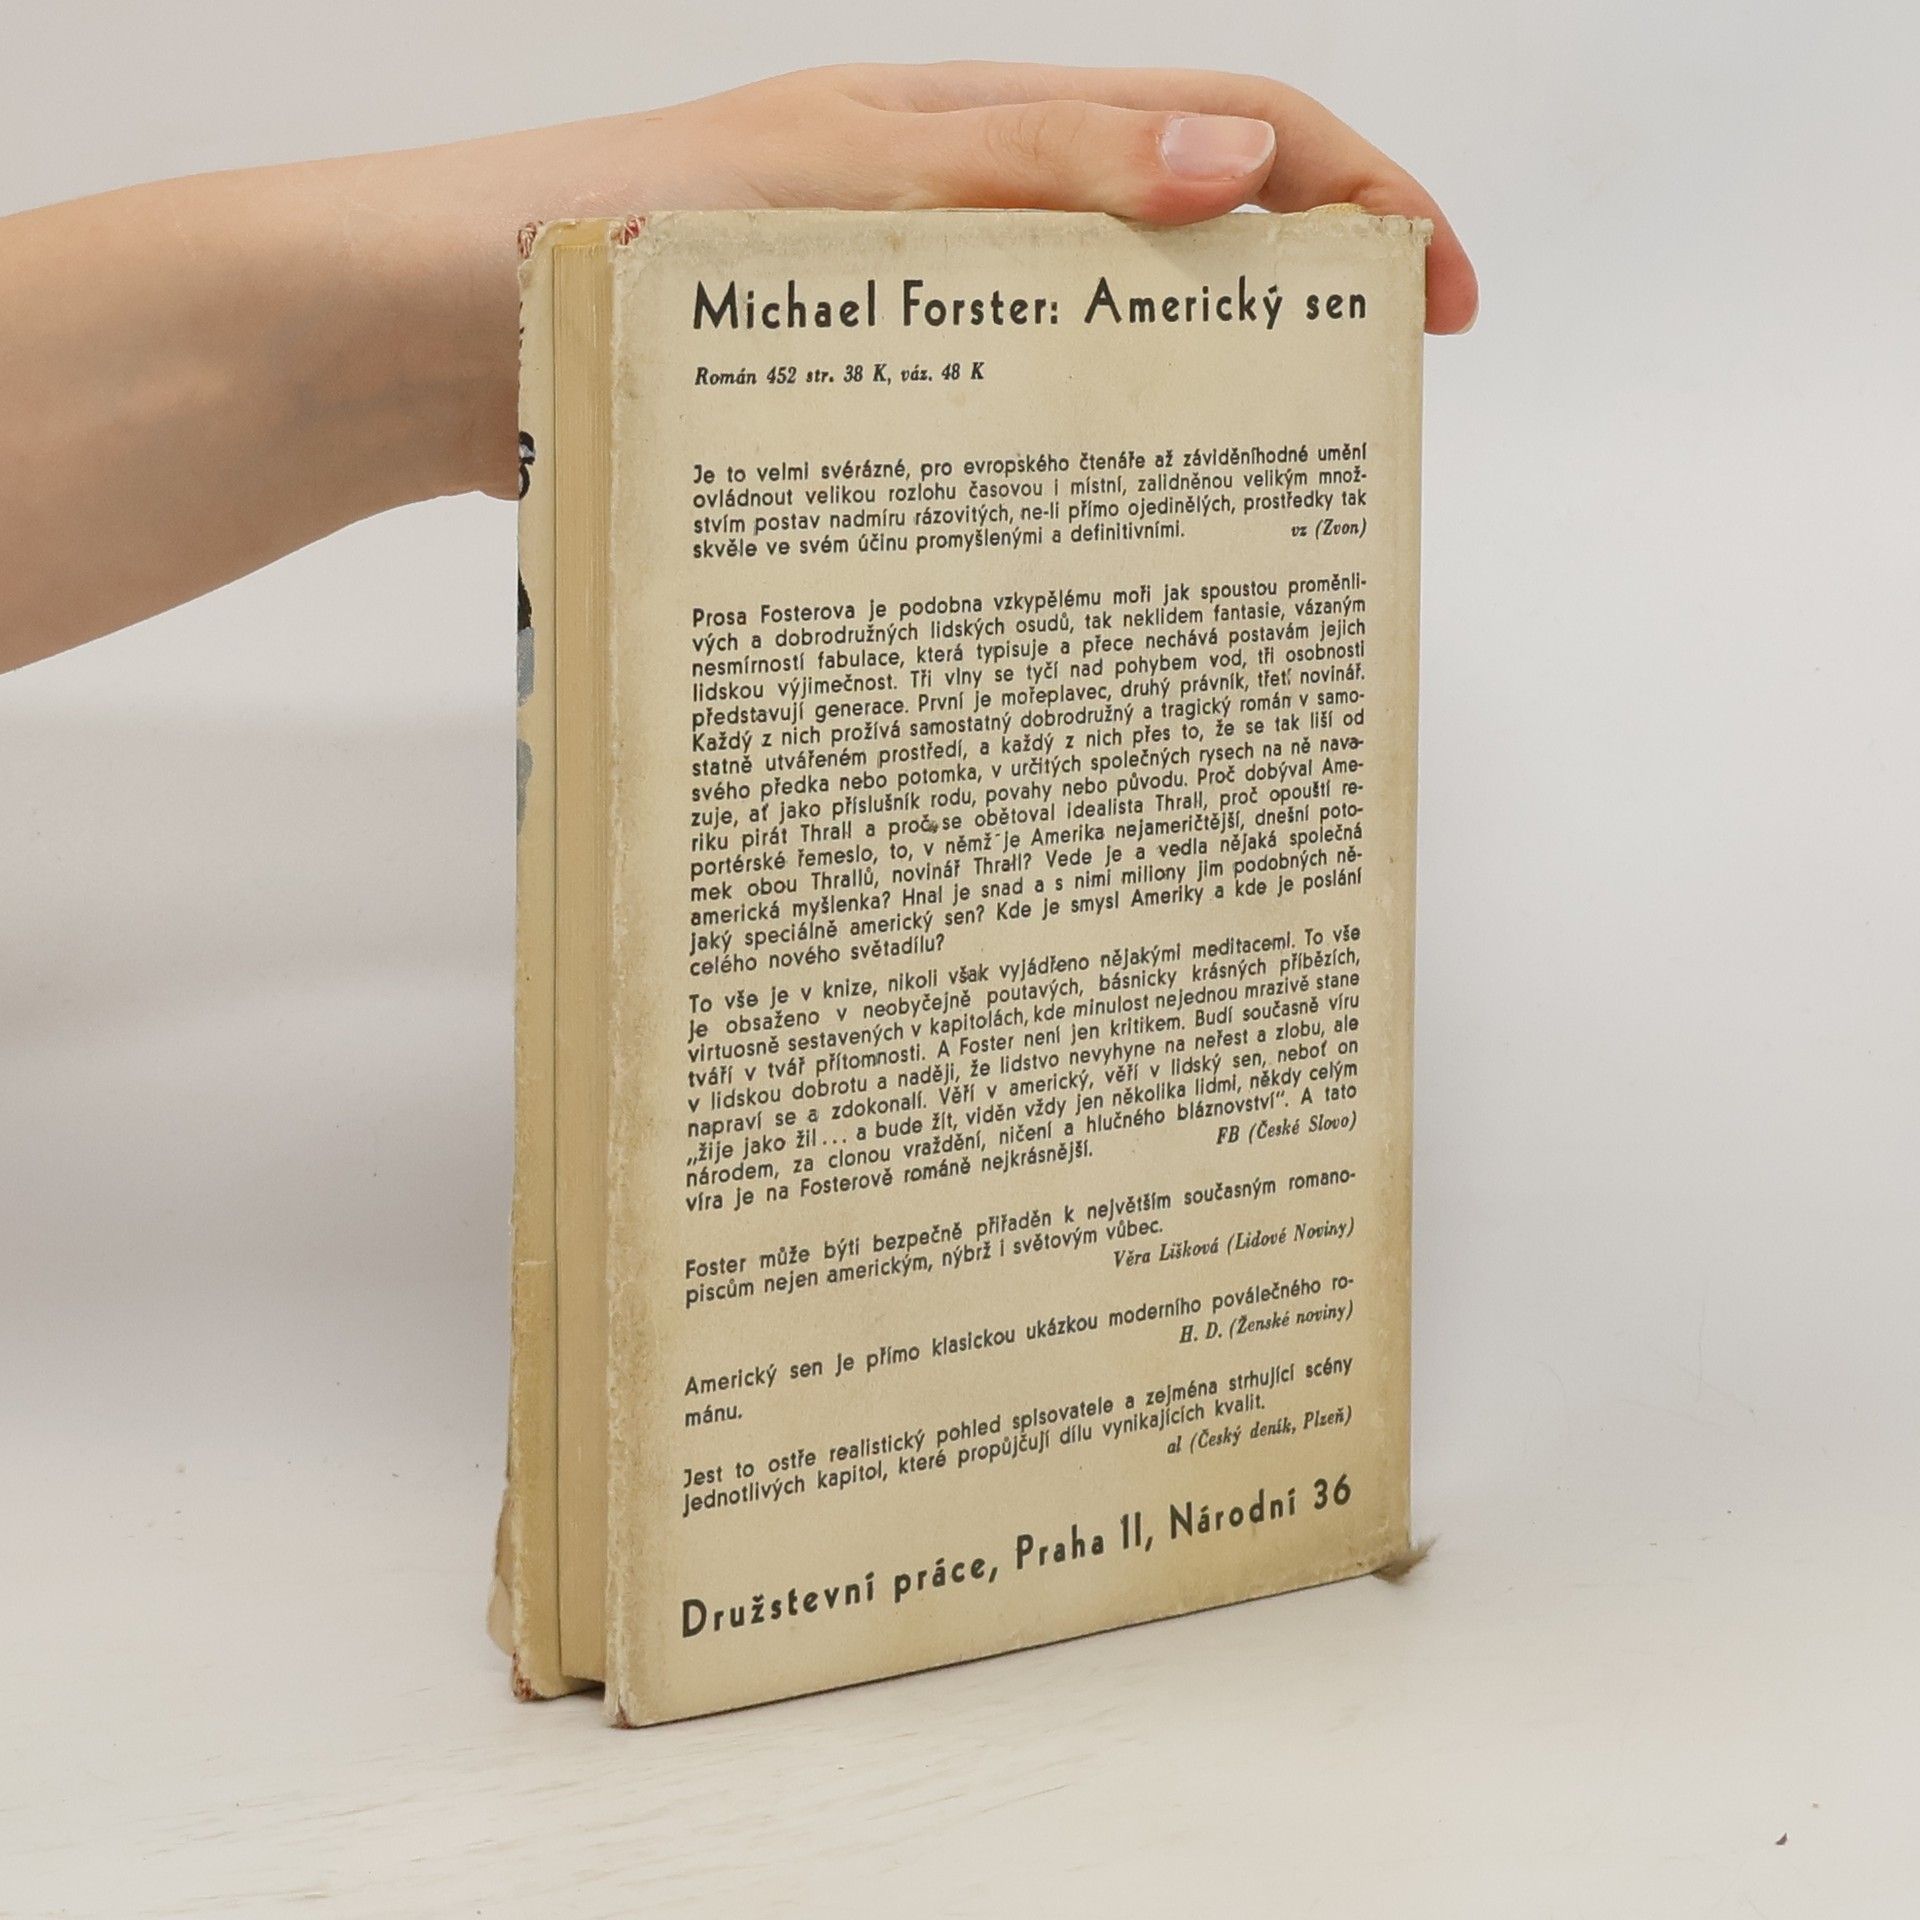 Michael Forster: Americký sen
Román 452 str. 38 K, váz. 48 K
Je to velmi svérázné, pro evropského čtenáře až záviděníhodné umění
ovládnout velikou rozlohu časovou i místní, zalidněnou velikým množ-
stvím postav nadmíru rázovitých, ne-li přímo ojedinělých, prostředky tak
skvěle ve svém účinu promyšlenými a definitivními. vz (Zvon)
Prosa Fosterova je podobna vzkypělému moři jak spoustou proměnli-
vých a dobrodružných lidských osudů, tak neklidem fantasie, vázaným
nesmírností fabulace, která typisuje a přece nechává postavám jejich
lidskou výjimečnost. Tři vlny se tyčí nad pohybem vod, tři osobnosti
představují generace. První je mořeplavec, druhý právník, třetí novinář.
Každý z nich prožívá samostatný dobrodružný a tragický román v samo-
statně utvářeném prostředí, a každý z nich přes to, že se tak liší od
svého předka nebo potomka, v určitých společných rysech na ně nava-
zuje, ať jako příslušník rodu, povahy nebo původu. Proč dobýval Ame-
riku pirát Thrall a proč se obětoval idealista Thrall, proč opouští re-
portérské řemeslo, to, v němž je Amerika nejameričtější, dnešní poto-
mek obou Thrallů, novinář Thrall? Vede je a vedla nějaká společná
americká myšlenka? Hnal je snad a s nimi miliony jim podobných ně-
jaký speciálně americký sen? Kde je smysl Ameriky a kde je poslání
celého nového světadílu?
To vše je v knize, nikoli však vyjádřeno nějakými meditacemi. To vše
je obsaženo v neobyčejně poutavých, básnicky krásných příbězích,
virtuosně sestavených v kapitolách, kde minulost nejednou mrazivě stane
tváří v tvář přítomnosti. A Foster není jen kritikem. Budí současně víru
v lidskou dobrotu a naději, že lidstvo nevyhyne na neřest a zlobu, ale
napraví se a zdokonalí. Věří v americký, věří v lidský sen, neboť on
„žije jako žil... a bude žít, viděn vždy jen několika lidmi, někdy celým
národem, za clonou vraždění, ničení a hlučného bláznovství“. A tato
víra je na Fosterově románě nejkrásnější. FB (České Slovo)
Foster může býti bezpečně přiřaděn k největším současným romano-
piscům nejen americkým, nýbrž i světovým vůbec.
Věra Lišková (Lidové Noviny)
Americký sen je přímo klasickou ukázkou moderního poválečného ro-
mánu. H. D. (Ženské noviny)
Jest to ostře realistický pohled spisovatele a zejména strhující scény
jednotlivých kapitol, které propůjčují dílu vynikajících kvalit.
al (Český deník, Plzeň)
Družstevní práce, Praha II, Národní 36